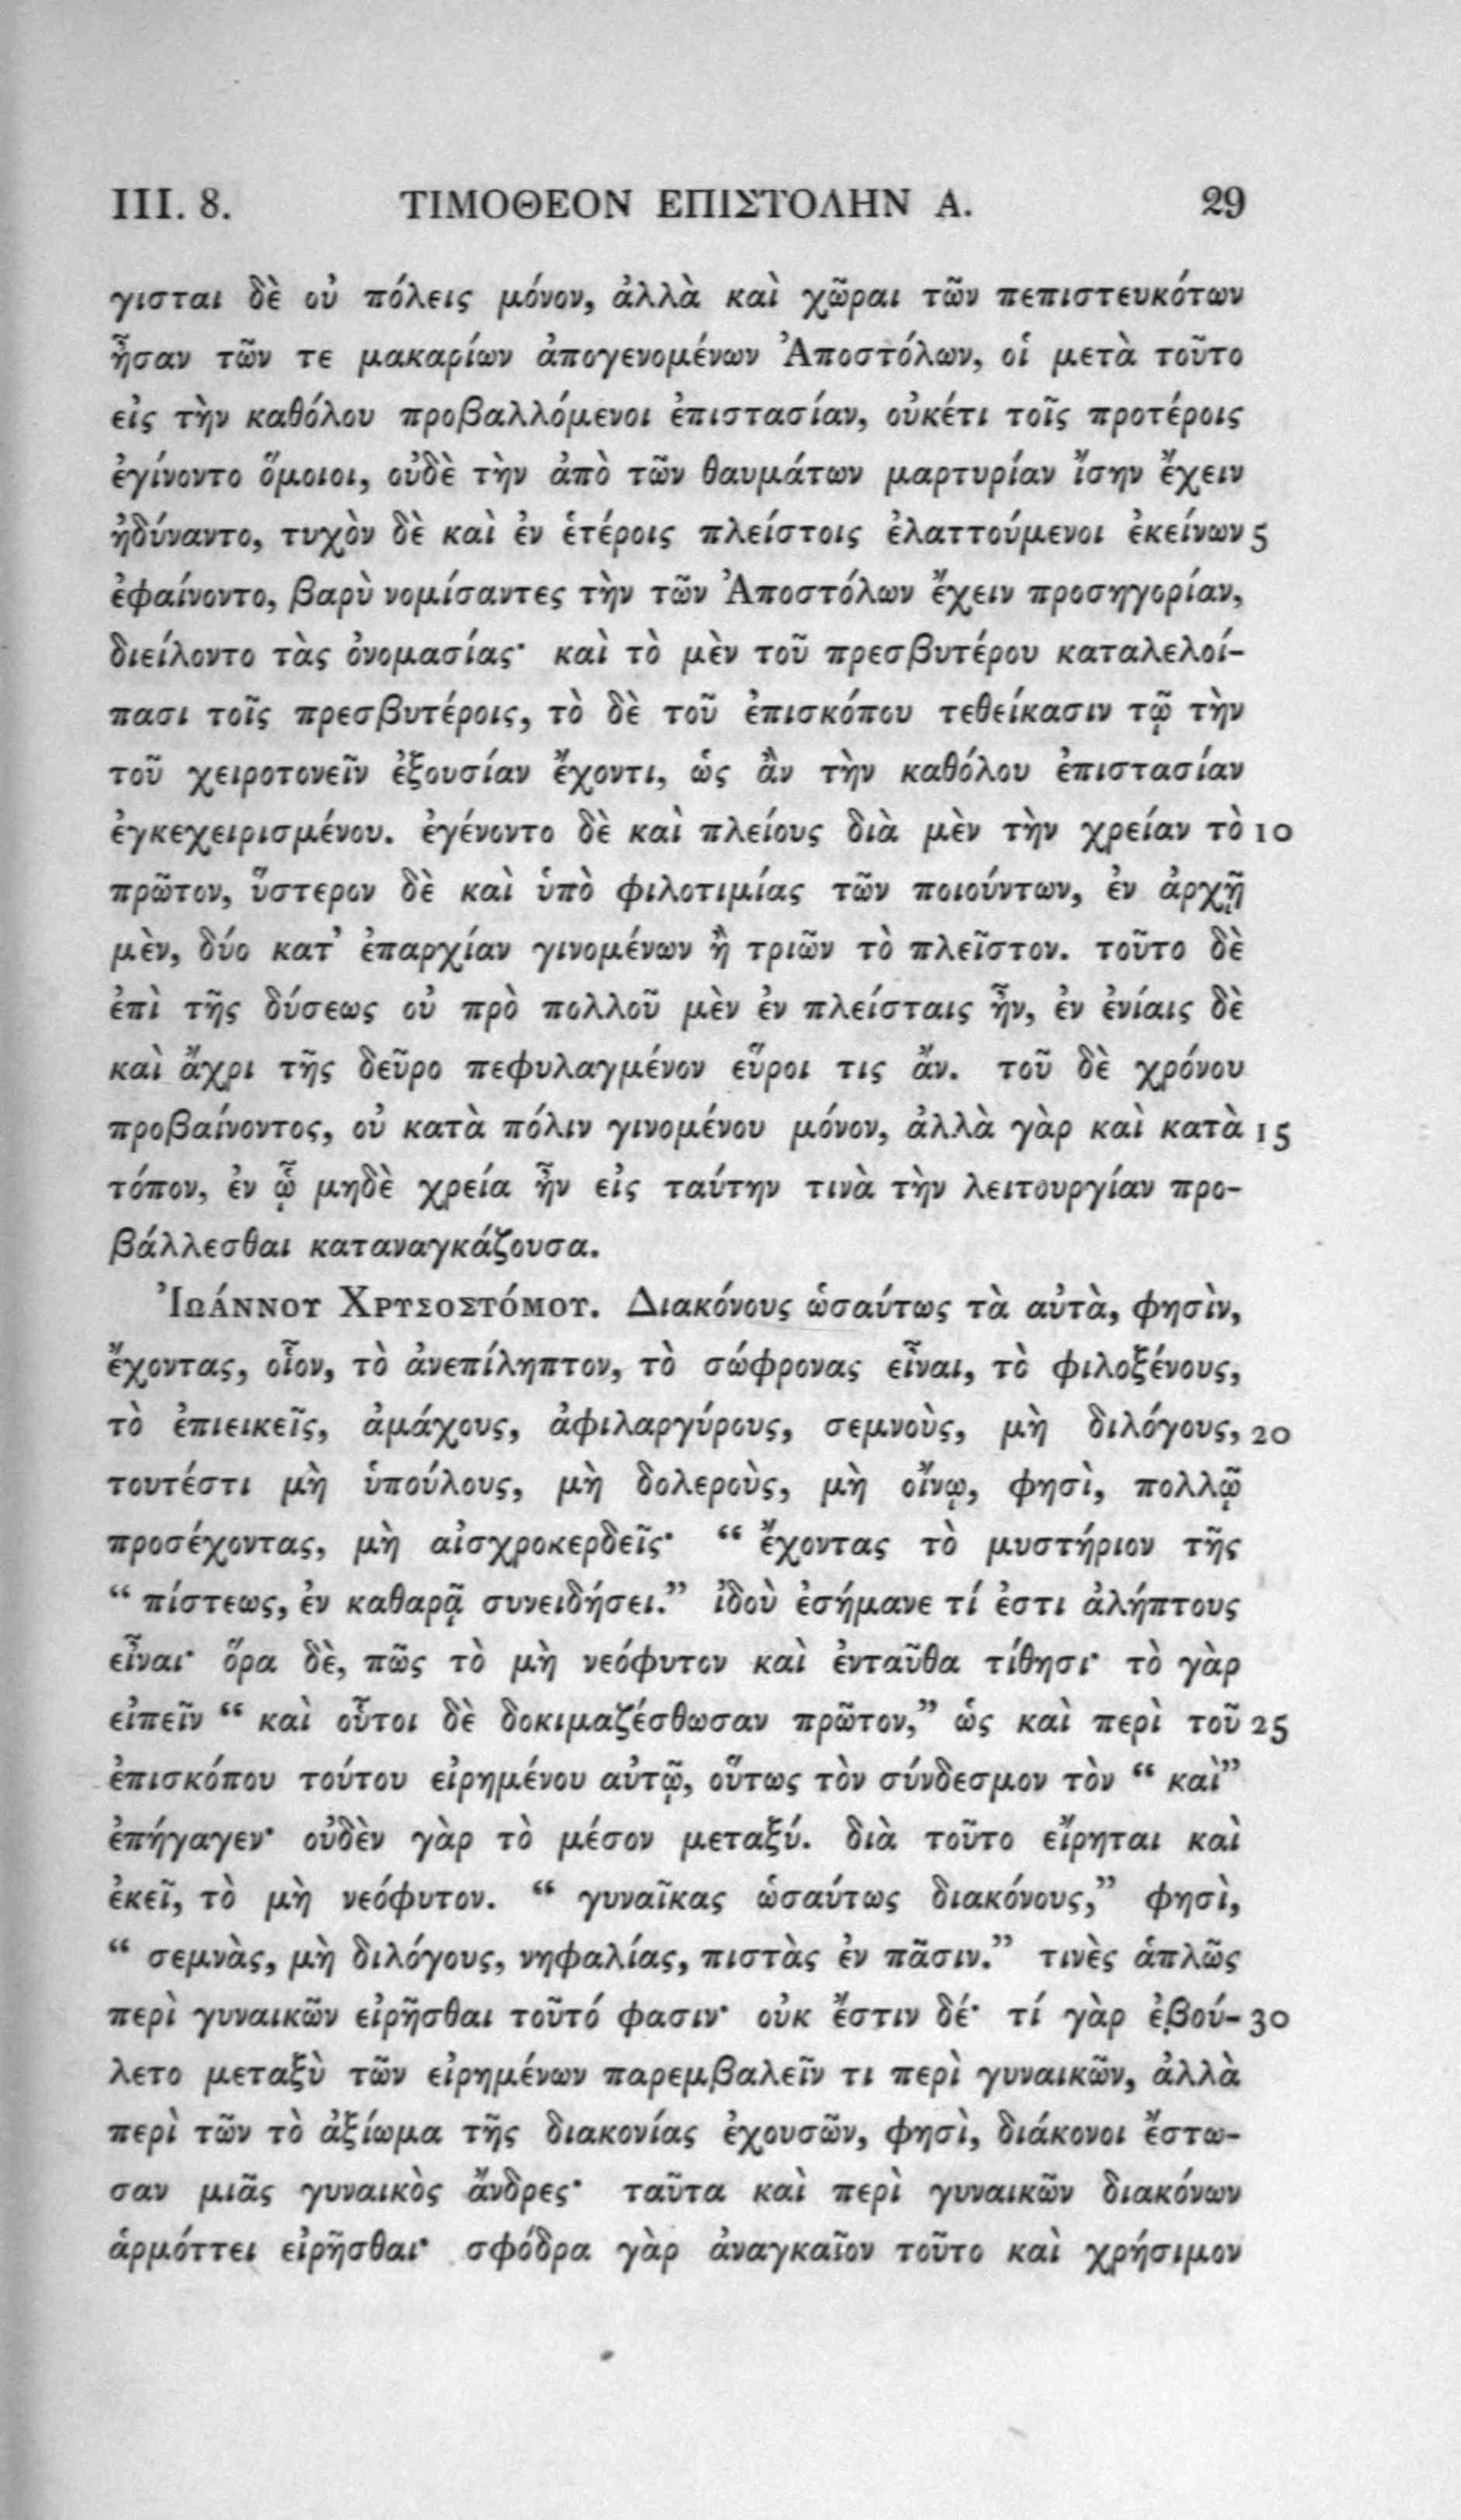 III. 8. ΤΙΜΟΘΕΟΝ ΕΠΙΣΤΟΛΗΝ Α. 29
γισται δὲ οὐ πόλεις μόνον, ἀλλὰ καὶ χῶραι τῶν πεπιστευκότων
ἦσαν τῶν τε μακαρίων ἀπογενομένων Ἀποστόλων, οἱ μετὰ τοῦτο
εἰς τὴν καθόλου προβαλλόμενοι ἐπιστασίαν, οὐκέτι τοῖς προτέροις
ἐγίνοντο ὅμοιοι, οὐδὲ τὴν ἀπὸ τῶν θαυμάτων μαρτυρίαν ἴσην ἔχειν
ἠδύναντο, τυχὸν δὲ καὶ ἐν ἑτέροις πλείστοις ἐλαττούμενοι ἐκείνων 5
ἐφαίνοντο, βαρὺ νομίσαντες τὴν τῶν Ἀποστόλων ἔχειν προσηγορίαν,
διείλοντο τὰς ὀνομασίας· καὶ τὸ μὲν τοῦ πρεσβυτέρου καταλελοί-
πασι τοῖς πρεσβυτέροις, τὸ δὲ τοῦ ἐπισκόπου τεθείκασιν τῷ τὴν
τοῦ χειροτονεῖν ἐξουσίαν ἔχοντι, ὡς ἂν τὴν καθόλου ἐπιστασίαν
ἐγκεχειρισμένου. ἐγένοντο δὲ καὶ πλείους διὰ μὲν τὴν χρείαν τὸ 10
πρῶτον, ὕστερον δὲ καὶ ὑπὸ φιλοτιμίας τῶν ποιούντων, ἐν ἀρχῇ
μὲν, δύο κατ’ ἐπαρχίαν γινομένων ἢ τριῶν τὸ πλεῖστον. τοῦτο δὲ
ἐπὶ τῆς δύσεως οὐ πρὸ πολλοῦ μὲν ἐν πλείσταις ἦν, ἐν ἐνίαις δὲ
καὶ ἄχρι τῆς δεῦρο πεφυλαγμένον εὕροι τις ἄν. τοῦ δὲ χρόνου
προβαίνοντος, οὐ κατὰ πόλιν γινομένου μόνον, ἀλλὰ γὰρ καὶ κατὰ 15
τόπον, ἐν ᾧ μηδὲ χρεία ἦν εἰς ταύτην τινὰ τὴν λειτουργίαν προ-
βάλλεσθαι καταναγκάζουσα.
Ἰωάννου Χρυσοστόμου. Διακόνους ὡσαύτως τὰ αὐτὰ, φησὶν,
ἔχοντας, οἷον, τὸ ἀνεπίληπτον, τὸ σώφρονας εἶναι, τὸ φιλοξένους,
τὸ ἐπιεικεῖς, ἀμάχους, ἀφιλαργύρους, σεμνοὺς, μὴ διλόγους, 20
τουτέστι μὴ ὑπούλους, μὴ δολεροὺς, μὴ οἴνῳ, φησὶ, πολλῷ
προσέχοντας, μὴ αἰσχροκερδεῖς· “ ἔχοντας τὸ μυστήριον τῆς
“ πίστεως, ἐν καθαρᾷ συνειδήσει.” ἰδοὺ ἐσήμανε τί ἐστι ἀλήπτους
εἶναι· ὅρα δὲ, πῶς τὸ μὴ νεόφυτον καὶ ἐνταῦθα τίθησι· τὸ γὰρ
εἰπεῖν “ καὶ οὗτοι δὲ δοκιμαζέσθωσαν πρῶτον,” ὡς καὶ περὶ τοῦ 25
ἐπισκόπου τούτου εἰρημένου αὐτῷ, οὕτως τὸν σύνδεσμον τὸν “ καὶ”
ἐπήγαγεν· οὐδὲν γὰρ τὸ μέσον μεταξύ. διὰ τοῦτο εἴρηται καὶ
ἐκεῖ, τὸ μὴ νεόφυτον. “ γυναῖκας ὡσαύτως διακόνους,” φησὶ,
“ σεμνὰς, μὴ διλόγους, νηφαλίας, πιστὰς ἐν πᾶσιν.” τινὲς ἁπλῶς
περὶ γυναικῶν εἰρῆσθαι τοῦτό φασιν· οὐκ ἔστιν δέ· τί γὰρ ἐβού- 30
λετο μεταξὺ τῶν εἰρημένων παρεμβαλεῖν τι περὶ γυναικῶν, ἀλλὰ
περὶ τῶν τὸ ἀξίωμα τῆς διακονίας ἐχουσῶν, φησὶ, διάκονοι ἔστω-
σαν μιᾶς γυναικὸς ἄνδρες· ταῦτα καὶ περὶ γυναικῶν διακόνων
ἁρμόττει εἰρῆσθαι· σφόδρα γὰρ ἀναγκαῖον τοῦτο καὶ χρήσιμον